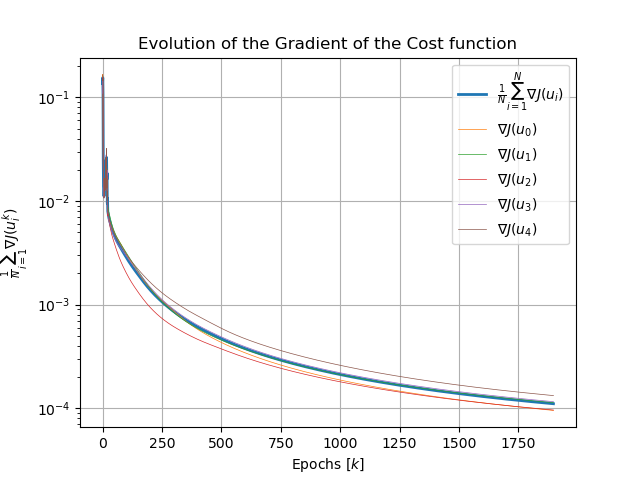 Evolution of the Gradient of the Cost function
1/N ∑_{i=1}^{N} ∇J(u_i)
∇J(u_0)
∇J(u_1)
∇J(u_2)
∇J(u_3)
∇J(u_4)
10^{-1}
10^{-2}
10^{-3}
10^{-4}
1/N ∑_{i=1} ∇J(u_i^k)
0 250 500 750 1000 1250 1500 1750
Epochs [k]